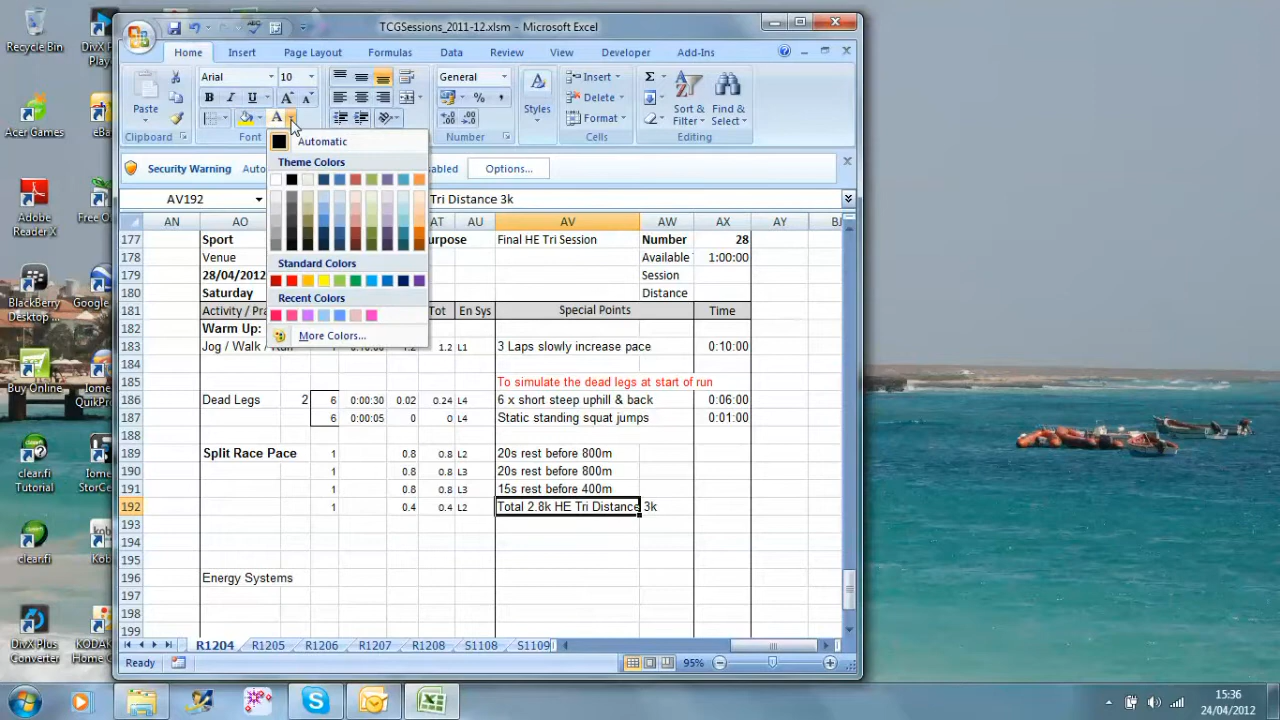 TCGSessions_2011-12.xlsm - Microsoft Excel
Home Insert Page Layout Formulas Data Review View Developer Add-Ins
Recycle Bin
DivX
Play
Acer Games
eBa
Adobe
Reader X
Free
BlackBerry
Desktop ...
Google
Buy Online
Iome
QuikPro
clear.fi
Tutorial
Iome
StorCe
clear.fi
Kob
DivX Plus
Converter
KODAK
Home C
Paste
Clipboard
Arial 10
B I U A A
A
Font
General
% ,
Number
A
Styles
Insert
Delete
Format
Cells
Σ
Sort &
Filter
Find &
Select
Editing
Security Warning Auto abled Options...
AV192 Tri Distance 3k
Automatic
Theme Colors
Standard Colors
Recent Colors
More Colors...
AN AO AT AU AV AW AX AY
177 Sport urpose Final HE Tri Session Number 28
178 Venue Available 1:00:00
179 28/04/2012 Session
180 Saturday Distance
181 Activity / Pra Tot En Sys Special Points Time
182 Warm Up:
183 Jog / Walk / Run 1 0:10:00 1.2 1.2 L1 3 Laps slowly increase pace 0:10:00
184
185 To simulate the dead legs at start of run
186 Dead Legs 2 6 0:00:30 0.02 0.24 L4 6 x short steep uphill & back 0:06:00
187 6 0:00:05 0 0 L4 Static standing squat jumps 0:01:00
188
189 Split Race Pace 1 0.8 0.8 L2 20s rest before 800m
190 1 0.8 0.8 L3 20s rest before 800m
191 1 0.8 0.8 L3 15s rest before 400m
192 1 0.4 0.4 L2 Total 2.8k HE Tri Distance 3k
193
194
195
196 Energy Systems
197
198
199
R1204 R1205 R1206 R1207 R1208 S1108 S1109
Ready 95%
15:36
24/04/2012